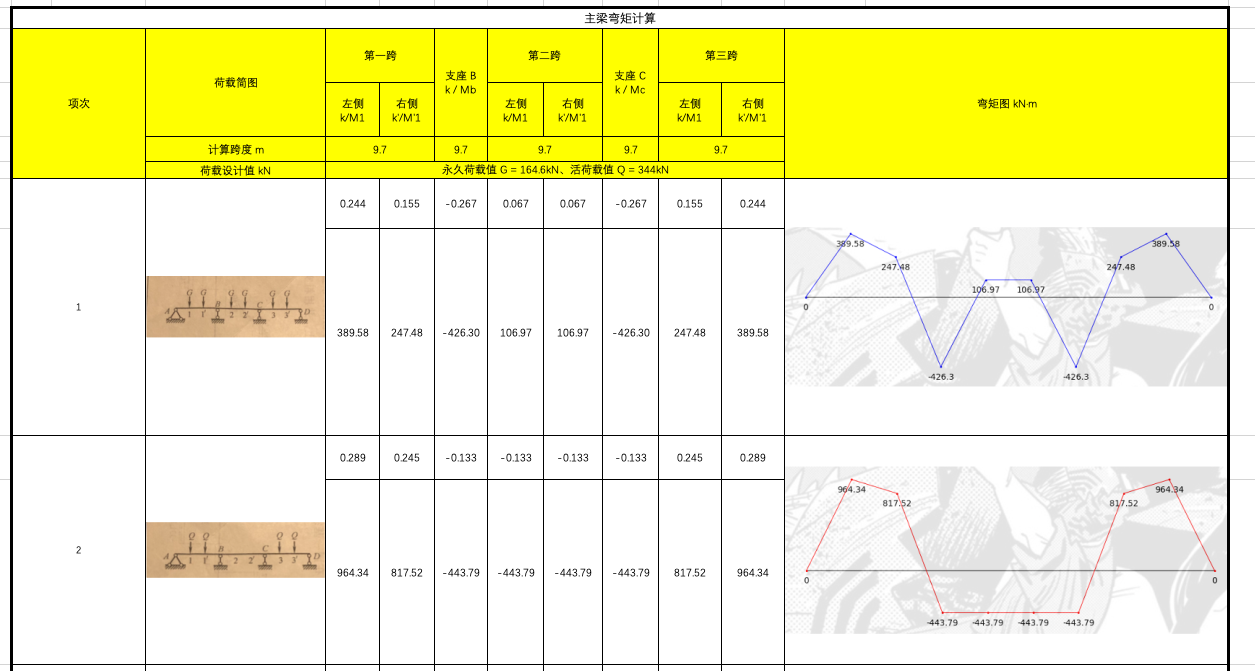 主梁弯矩计算
项次
荷载简图
第一跨
支座 B
k / Mb
第二跨
支座 C
k / Mc
第三跨
弯矩图 kN·m
左侧
k/M1
右侧
k'/M'1
左侧
k/M1
右侧
k'/M'1
左侧
k/M1
右侧
k'/M'1
计算跨度 m
9.7
9.7
9.7
9.7
9.7
荷载设计值 kN
永久荷载值 G = 164.6kN、活荷载值 Q = 344kN
1
0.244
0.155
-0.267
0.067
0.067
-0.267
0.155
0.244
G G G G G G
A 1 1' B 2 2' C 3 3' D
389.58
247.48
-426.30
106.97
106.97
-426.30
247.48
389.58
389.58
389.58
247.48
247.48
106.97
106.97
0
0
-426.3
-426.3
2
0.289
0.245
-0.133
-0.133
-0.133
-0.133
0.245
0.289
Q Q Q Q
A 1 1' B 2 2' C 3 3' D
964.34
817.52
-443.79
-443.79
-443.79
-443.79
817.52
964.34
964.34
964.34
817.52
817.52
0
0
-443.79
-443.79
-443.79
-443.79